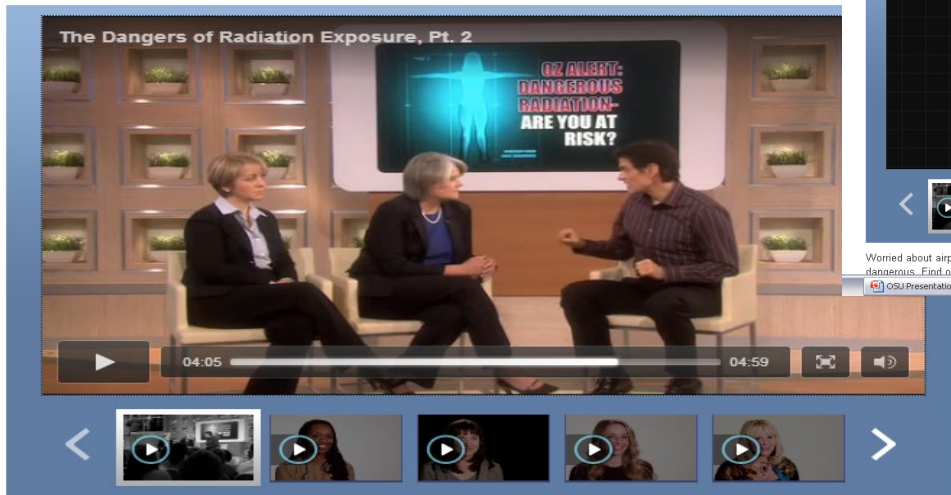 The Dangers of Radiation Exposure, Pt. 2
OZ ALERT:
DANGEROUS
RADIATION-
ARE YOU AT
RISK?
04:05
04:59
Worried about airp
dangerous. Find o
OSU Presentatio